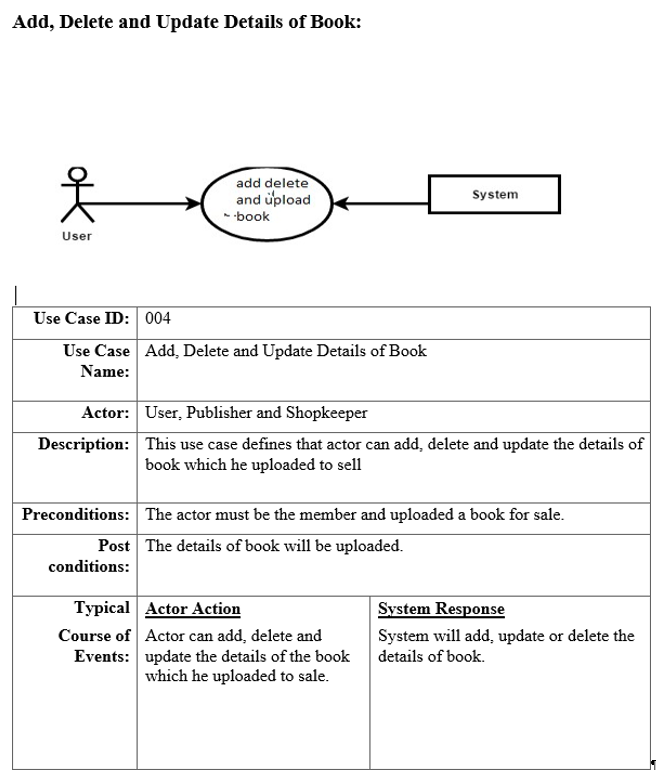 Add, Delete and Update Details of Book:
add delete
and upload
book
System
User
Use Case ID: 004
Use Case Name: Add, Delete and Update Details of Book
Actor: User, Publisher and Shopkeeper
Description: This use case defines that actor can add, delete and update the details of
book which he uploaded to sell
Preconditions: The actor must be the member and uploaded a book for sale.
Post conditions: The details of book will be uploaded.
Typical Course of Events:
Actor Action
Actor can add, delete and
update the details of the book
which he uploaded to sale.
System Response
System will add, update or delete the
details of book.